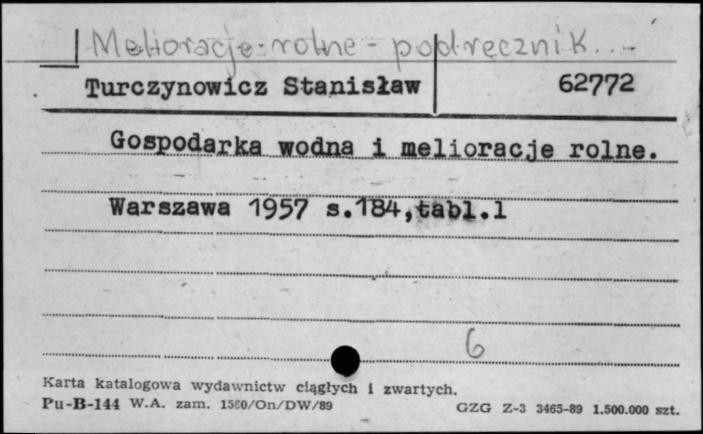 Melioracje rolne - podręcznik...
Turczynowicz Stanisław 62772
Gospodarka wodna i melioracje rolne.
Warszawa 1957 s.184,tabl.1
6
Karta katalogowa wydawnictw ciągłych i zwartych.
Pu-B-144 W.A. zam. 1560/On/DW/89 GZG Z-3 3465-89 1.500.000 szt.